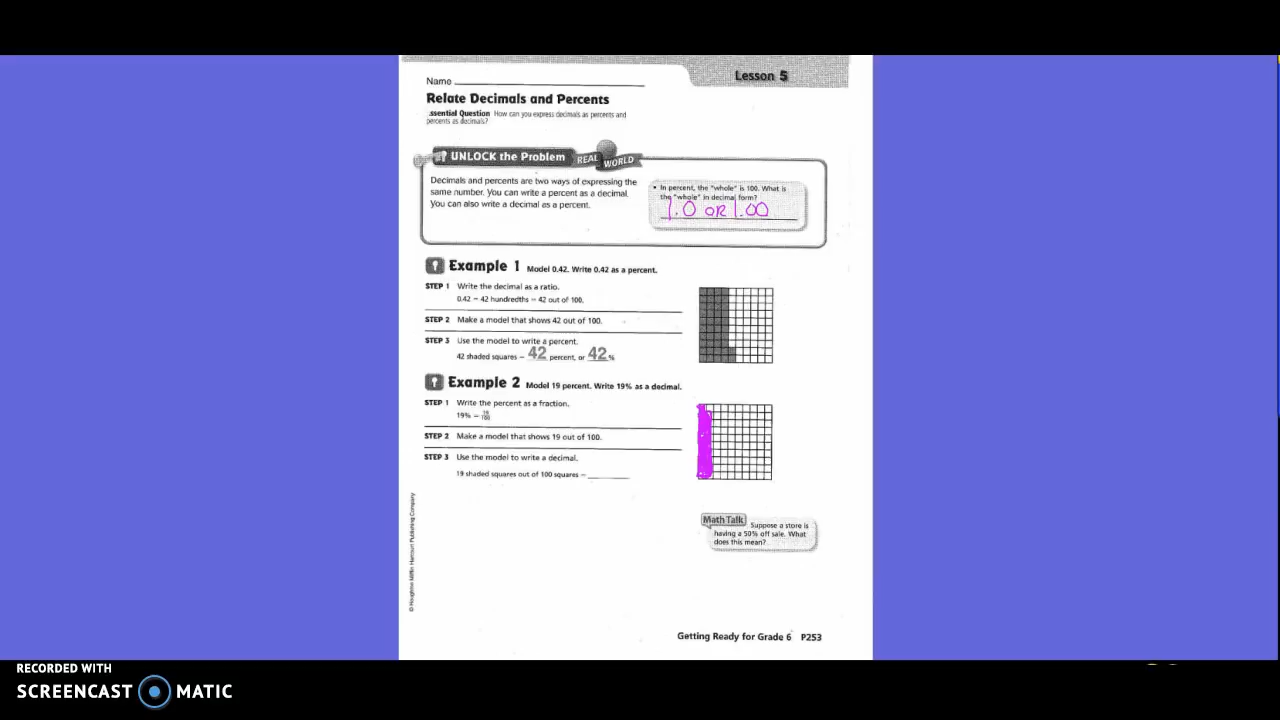 Lesson 5
Name
Relate Decimals and Percents
ssential Question How can you express decimals as percents and
percents as decimals?
UNLOCK the Problem REAL WORLD
Decimals and percents are two ways of expressing the
same number. You can write a percent as a decimal.
You can also write a decimal as a percent.
• In percent, the "whole" is 100. What is
the "whole" in decimal form?
1.0 OR 1.00
Example 1 Model 0.42. Write 0.42 as a percent.
STEP 1 Write the decimal as a ratio.
0.42 = 42 hundredths = 42 out of 100.
STEP 2 Make a model that shows 42 out of 100.
STEP 3 Use the model to write a percent.
42 shaded squares = 42 percent, or 42 %
Example 2 Model 19 percent. Write 19% as a decimal.
STEP 1 Write the percent as a fraction.
19% = 19/100
STEP 2 Make a model that shows 19 out of 100.
STEP 3 Use the model to write a decimal.
19 shaded squares out of 100 squares =
Math Talk Suppose a store is
having a 50% off sale. What
does this mean?
© Houghton Mifflin Harcourt Publishing Company
Getting Ready for Grade 6 P253
RECORDED WITH
SCREENCAST MATIC